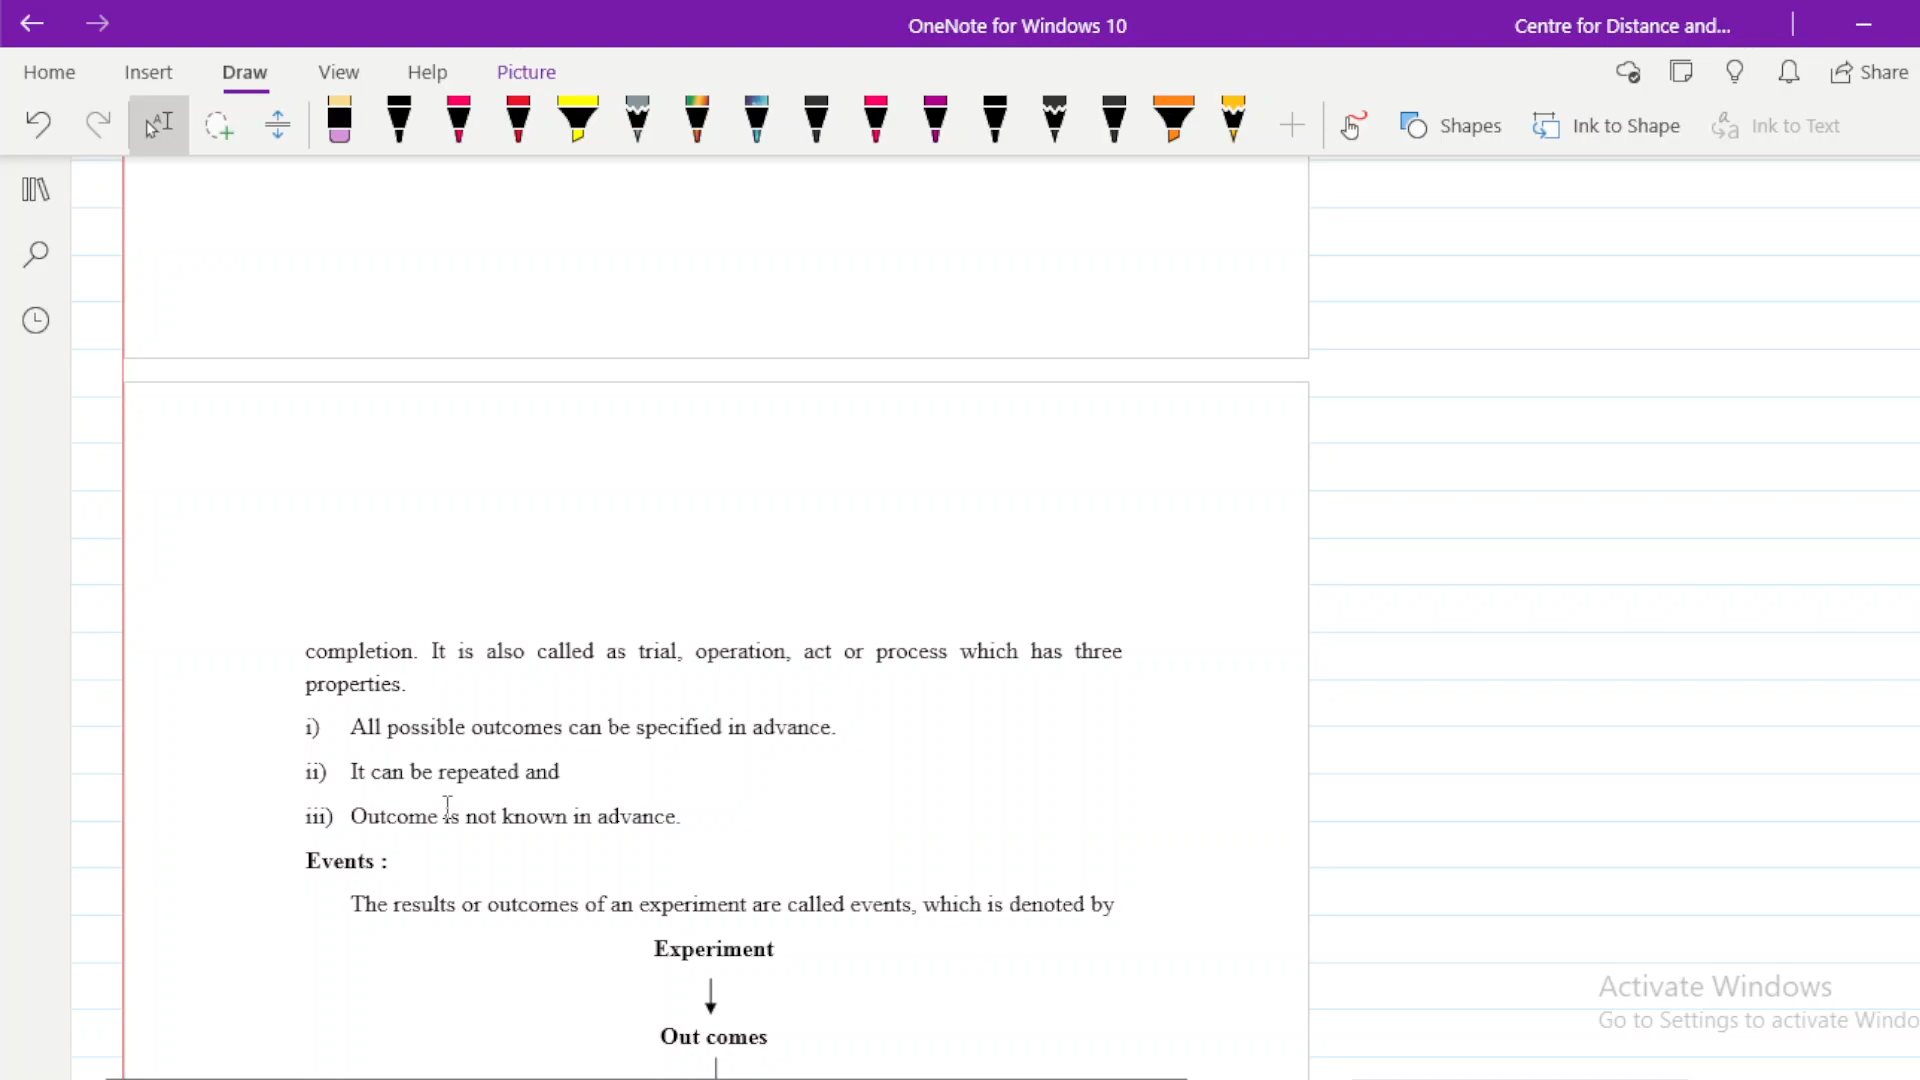 OneNote for Windows 10
Centre for Distance and...
Home Insert Draw View Help Picture
Share
Shapes Ink to Shape Ink to Text
completion. It is also called as trial, operation, act or process which has three
properties.
i) All possible outcomes can be specified in advance.
ii) It can be repeated and
iii) Outcome is not known in advance.
Events :
The results or outcomes of an experiment are called events, which is denoted by
Experiment
Out comes
Activate Windows
Go to Settings to activate Windo